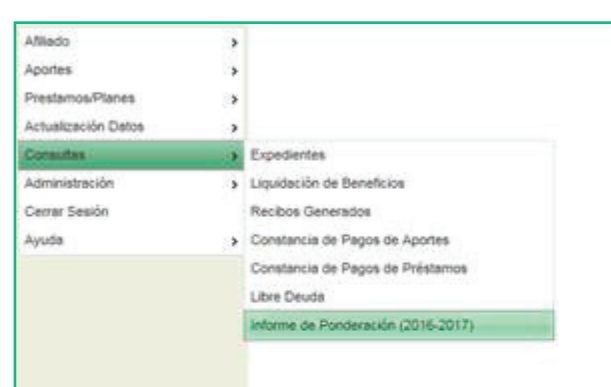 Afiliado
Aportes
Prestamos/Planes
Actualización Datos
Consultas
Administración
Cerrar Sesión
Ayuda
Expedientes
Liquidación de Beneficios
Recibos Generados
Constancia de Pagos de Aportes
Constancia de Pagos de Préstamos
Libre Deuda
Informe de Ponderación (2016-2017)